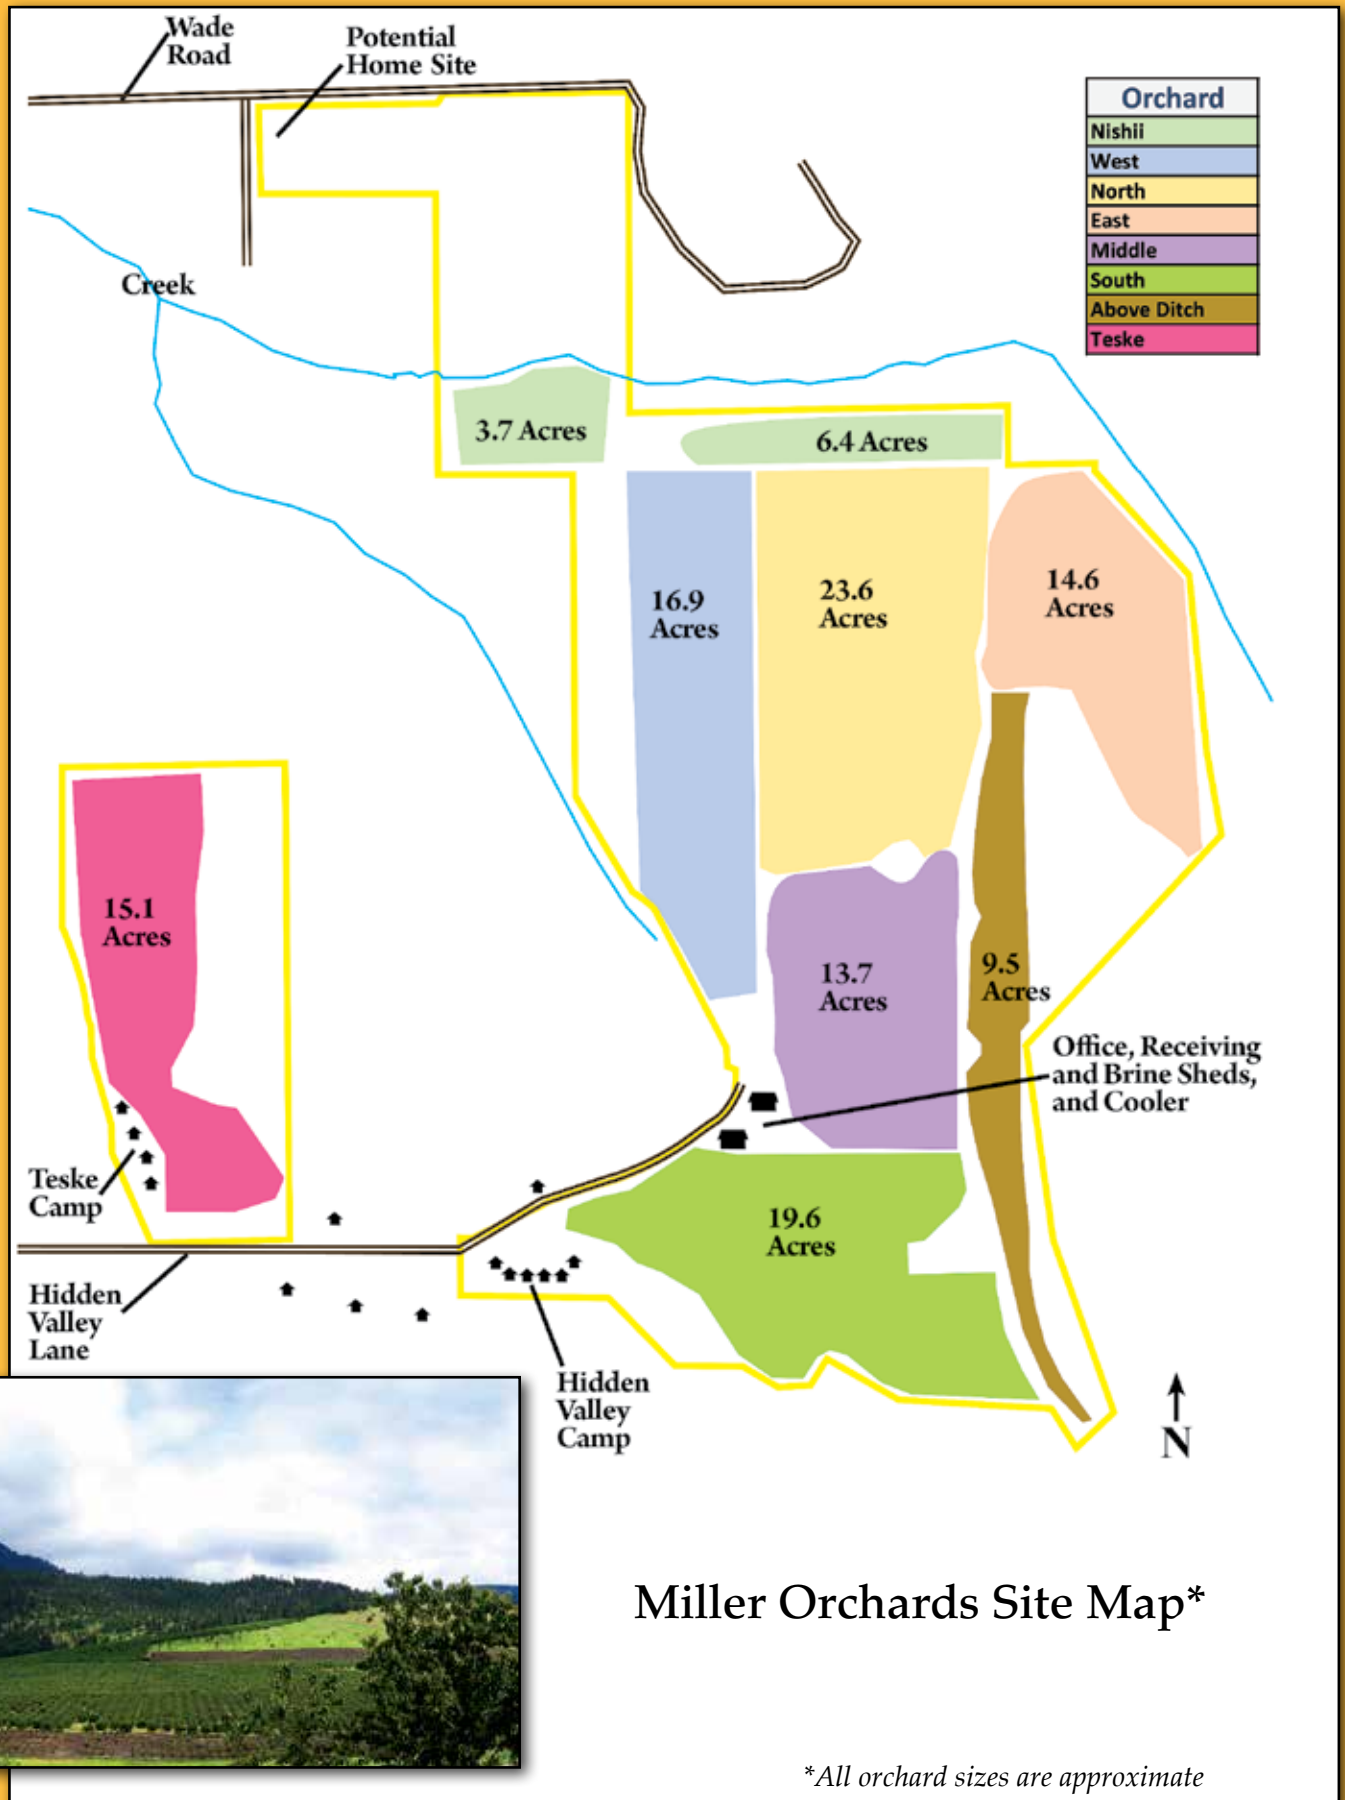 Wade
Road
Potential
Home Site
Orchard
Nishii
West
North
East
Middle
South
Above Ditch
Teske
Creek
3.7 Acres
6.4 Acres
16.9
Acres
23.6
Acres
14.6
Acres
15.1
Acres
13.7
Acres
9.5
Acres
Office, Receiving
and Brine Sheds,
and Cooler
Teske
Camp
19.6
Acres
Hidden
Valley
Lane
Hidden
Valley
Camp
N
Miller Orchards Site Map*
*All orchard sizes are approximate